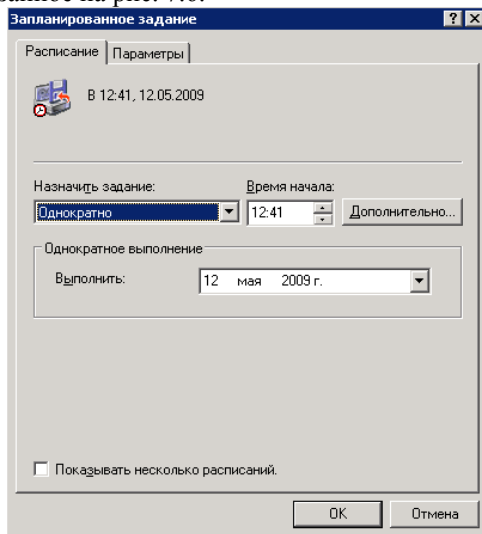 Запланированное задание
Расписание Параметры
В 12:41, 12.05.2009
Назначить задание: Время начала:
Однократно 12:41 Дополнительно...
Однократное выполнение
Выполнить: 12 мая 2009 г.
Показывать несколько расписаний.
OK Отмена